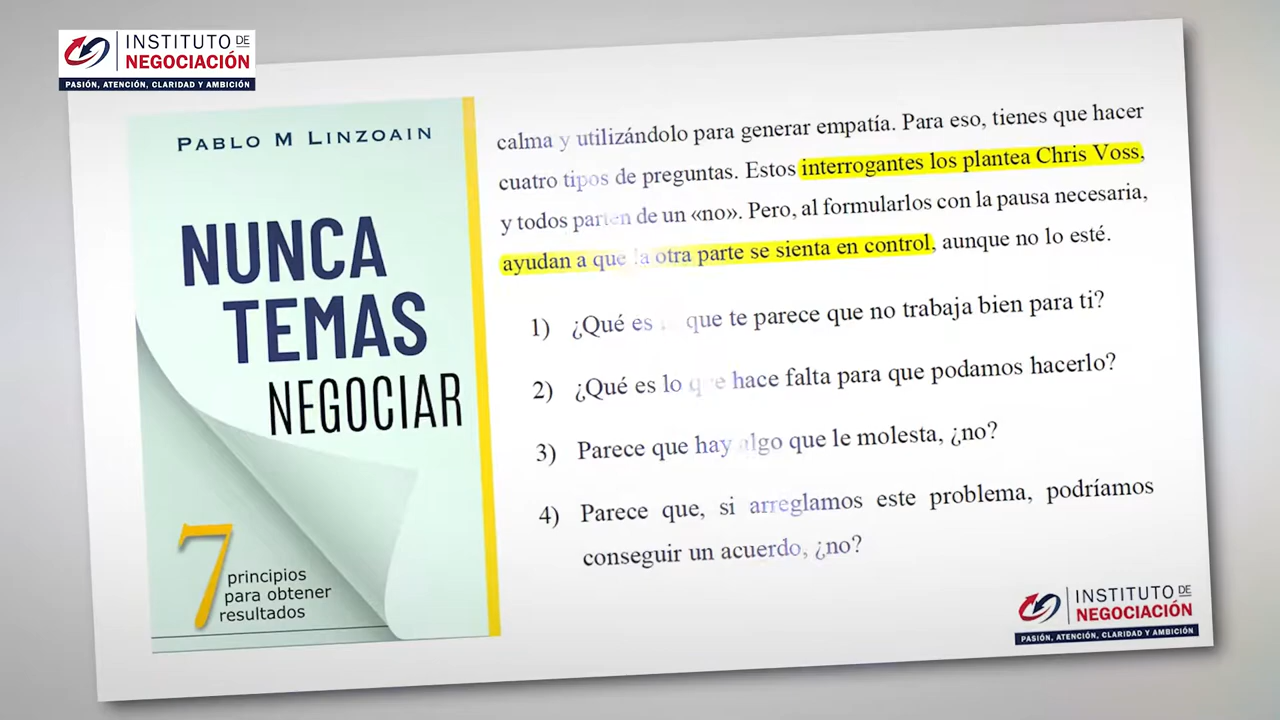 INSTITUTO DE
NEGOCIACIÓN
PASIÓN, ATENCIÓN, CLARIDAD Y AMBICIÓN
PABLO M LINZOAIN
NUNCA
TEMAS
NEGOCIAR
7
principios
para obtener
resultados
calma y utilizándolo para generar empatía. Para eso, tienes que hacer
cuatro tipos de preguntas. Estos interrogantes los plantea Chris Voss,
y todos parten de un «no». Pero, al formularlos con la pausa necesaria,
ayudan a que la otra parte se sienta en control, aunque no lo esté.
1) ¿Qué es lo que te parece que no trabaja bien para ti?
2) ¿Qué es lo que hace falta para que podamos hacerlo?
3) Parece que hay algo que le molesta, ¿no?
4) Parece que, si arreglamos este problema, podríamos
conseguir un acuerdo, ¿no?
INSTITUTO DE
NEGOCIACIÓN
PASIÓN, ATENCIÓN, CLARIDAD Y AMBICIÓN